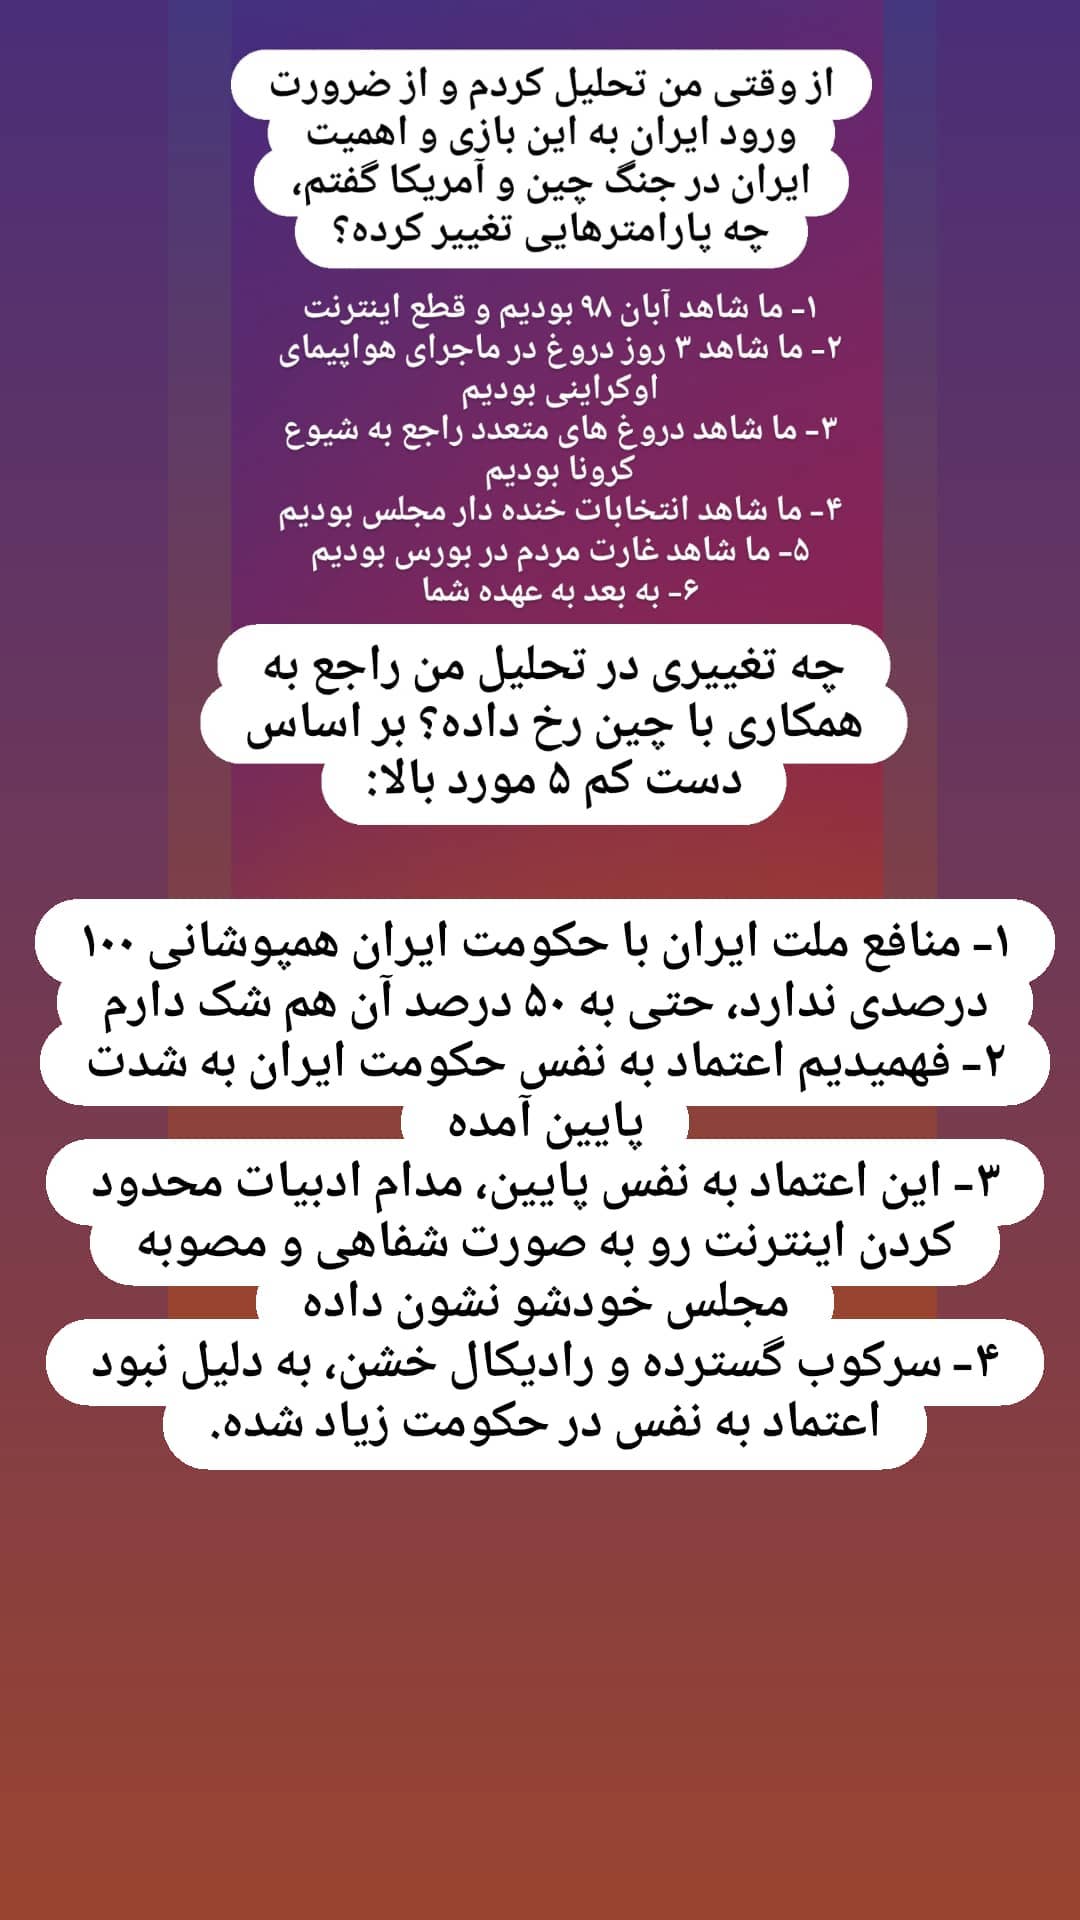 از وقتی من تحلیل کردم و از ضرورت
ورود ایران به این بازی و اهمیت
ایران در جنگ چین و آمریکا گفتم،
چه پارامترهایی تغییر کرده؟
۱- ما شاهد آبان ۹۸ بودیم و قطع اینترنت
۲- ما شاهد ۳ روز دروغ در ماجرای هواپیمای
اوکراینی بودیم
۳- ما شاهد دروغ های متعدد راجع به شیوع
کرونا بودیم
۴- ما شاهد انتخابات خنده دار مجلس بودیم
۵- ما شاهد غارت مردم در بورس بودیم
۶- به بعد به عهده شما
چه تغییری در تحلیل من راجع به
همکاری با چین رخ داده؟ بر اساس
دست کم ۵ مورد بالا:
۱- منافع ملت ایران با حکومت ایران همپوشانی ۱۰۰
درصدی ندارد، حتی به ۵۰ درصد آن هم شک دارم
۲- فهمیدیم اعتماد به نفس حکومت ایران به شدت
پایین آمده
۳- این اعتماد به نفس پایین، مدام ادبیات محدود
کردن اینترنت رو به صورت شفاهی و مصوبه
مجلس خودشو نشون داده
۴- سرکوب گسترده و رادیکال خشن، به دلیل نبود
اعتماد به نفس در حکومت زیاد شده.